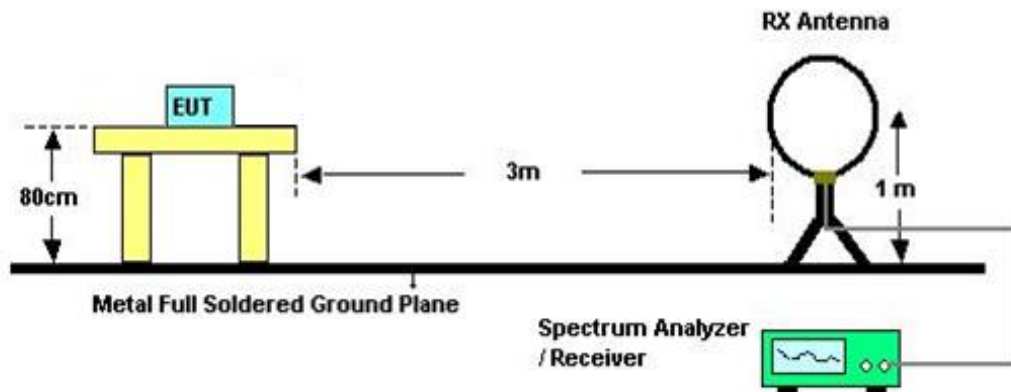 RX Antenna
EUT
80cm
3m
1 m
Metal Full Soldered Ground Plane
Spectrum Analyzer
/ Receiver